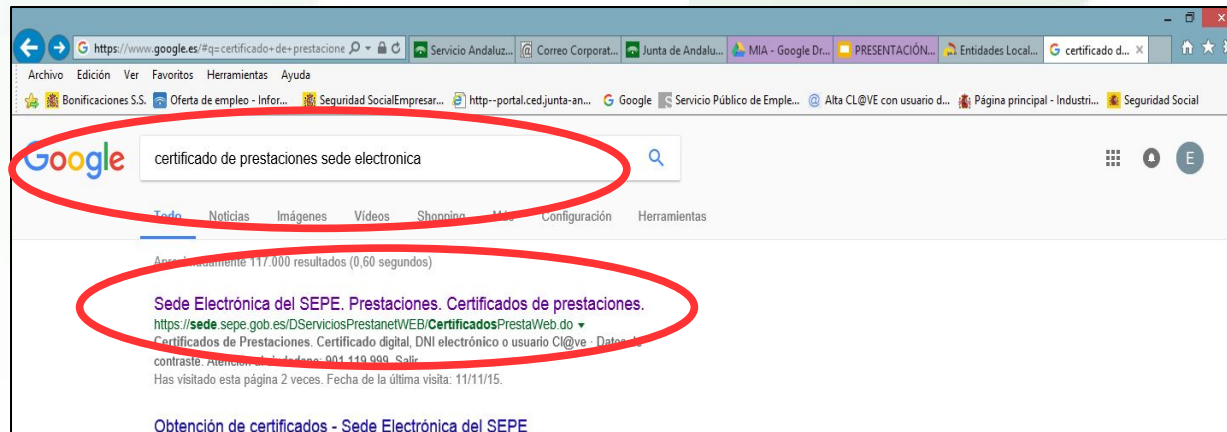 https://www.google.es/#q=certificado+de+prestacione
Servicio Andaluz...
Correo Corporat...
Junta de Andalu...
MIA - Google Dr...
PRESENTACIÓN...
Entidades Local...
certificado d...
Archivo Edición Ver Favoritos Herramientas Ayuda
Bonificaciones S.S. Oferta de empleo - Infor... Seguridad SocialEmpresar... http--portal.ced.junta-an... Google Servicio Público de Emple... Alta CL@VE con usuario d... Página principal - Industri... Seguridad Social
Google
certificado de prestaciones sede electronica
E
Todo Noticias Imágenes Vídeos Shopping Más Configuración Herramientas
Aproximadamente 117.000 resultados (0,60 segundos)
Sede Electrónica del SEPE. Prestaciones. Certificados de prestaciones.
https://sede.sepe.gob.es/DServiciosPrestanetWEB/CertificadosPrestaWeb.do
Certificados de Prestaciones. Certificado digital, DNI electrónico o usuario Cl@ve · Datos de
contraste. Atención al ciudadano: 901 119 999. Salir.
Has visitado esta página 2 veces. Fecha de la última visita: 11/11/15.
Obtención de certificados - Sede Electrónica del SEPE